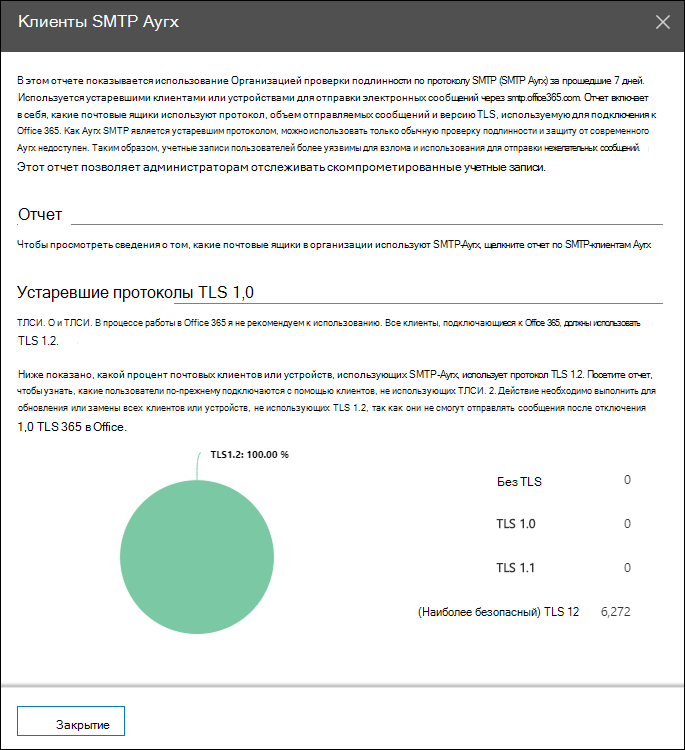 Клиенты SMTP Аугх
В этом отчете показывается использование Организацией проверки подлинности по протоколу SMTP (SMTP Аугх) за прошедшие 7 дней.
Используется устаревшими клиентами или устройствами для отправки электронных сообщений через smtp.office365.com. Отчет включает
в себя, какие почтовые ящики используют протокол, объем отправляемых сообщений и версию TLS, используемую для подключения к
Office 365. Как Аугх SMTP является устаревшим протоколом, можно использовать только обычную проверку подлинности и защиту от современного
Аугх недоступен. Таким образом, учетные записи пользователей более уязвимы для взлома и использования для отправки нежелательных сообщений.
Этот отчет позволяет администраторам отслеживать скомпрометированные учетные записи.
Отчет
Чтобы просмотреть сведения о том, какие почтовые ящики в организации используют SMTP-Аугх, щелкните отчет по SMTP-клиентам Аугх
Устаревшие протоколы TLS 1,0
ТЛСИ. О и ТЛСИ. В процессе работы в Office 365 я не рекомендуем к использованию. Все клиенты, подключающиеся к Office 365, должны использовать
TLS 1.2.
Ниже показано, какой процент почтовых клиентов или устройств, использующих SMTP-Аугх, использует протокол TLS 1.2. Посетите отчет,
чтобы узнать, какие пользователи по-прежнему подключаются с помощью клиентов, не использующих ТЛСИ. 2. Действие необходимо выполнить для
обновления или замены всех клиентов или устройств, не использующих TLS 1.2, так как они не смогут отправлять сообщения после отключения
1,0 TLS 365 в Office.
TLS1.2: 100.00 %
Без TLS 0
TLS 1.0 0
TLS 1.1 0
(Наиболее безопасный) TLS 12 6,272
Закрытие